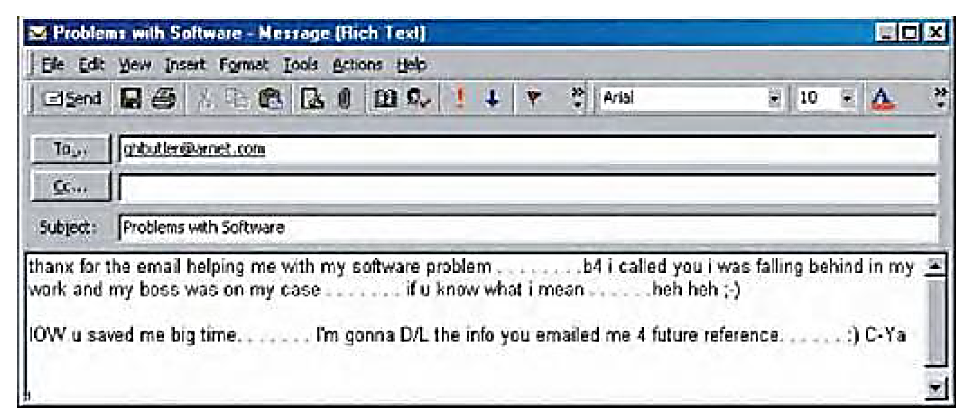 Problems with Software - Message (Rich Text)
File Edit View Insert Format Tools Actions Help
Send Arial 10 A
To... ghbutler@arnet.com
Cc...
Subject: Problems with Software
thanx for the email helping me with my software problem . . . . . . . . b4 i called you i was falling behind in my
work and my boss was on my case . . . . . . . if u know what i mean . . . . . . heh heh ;-)
IOW u saved me big time. . . . . . . I'm gonna D/L the info you emailed me 4 future reference. . . . . . :) C-Ya